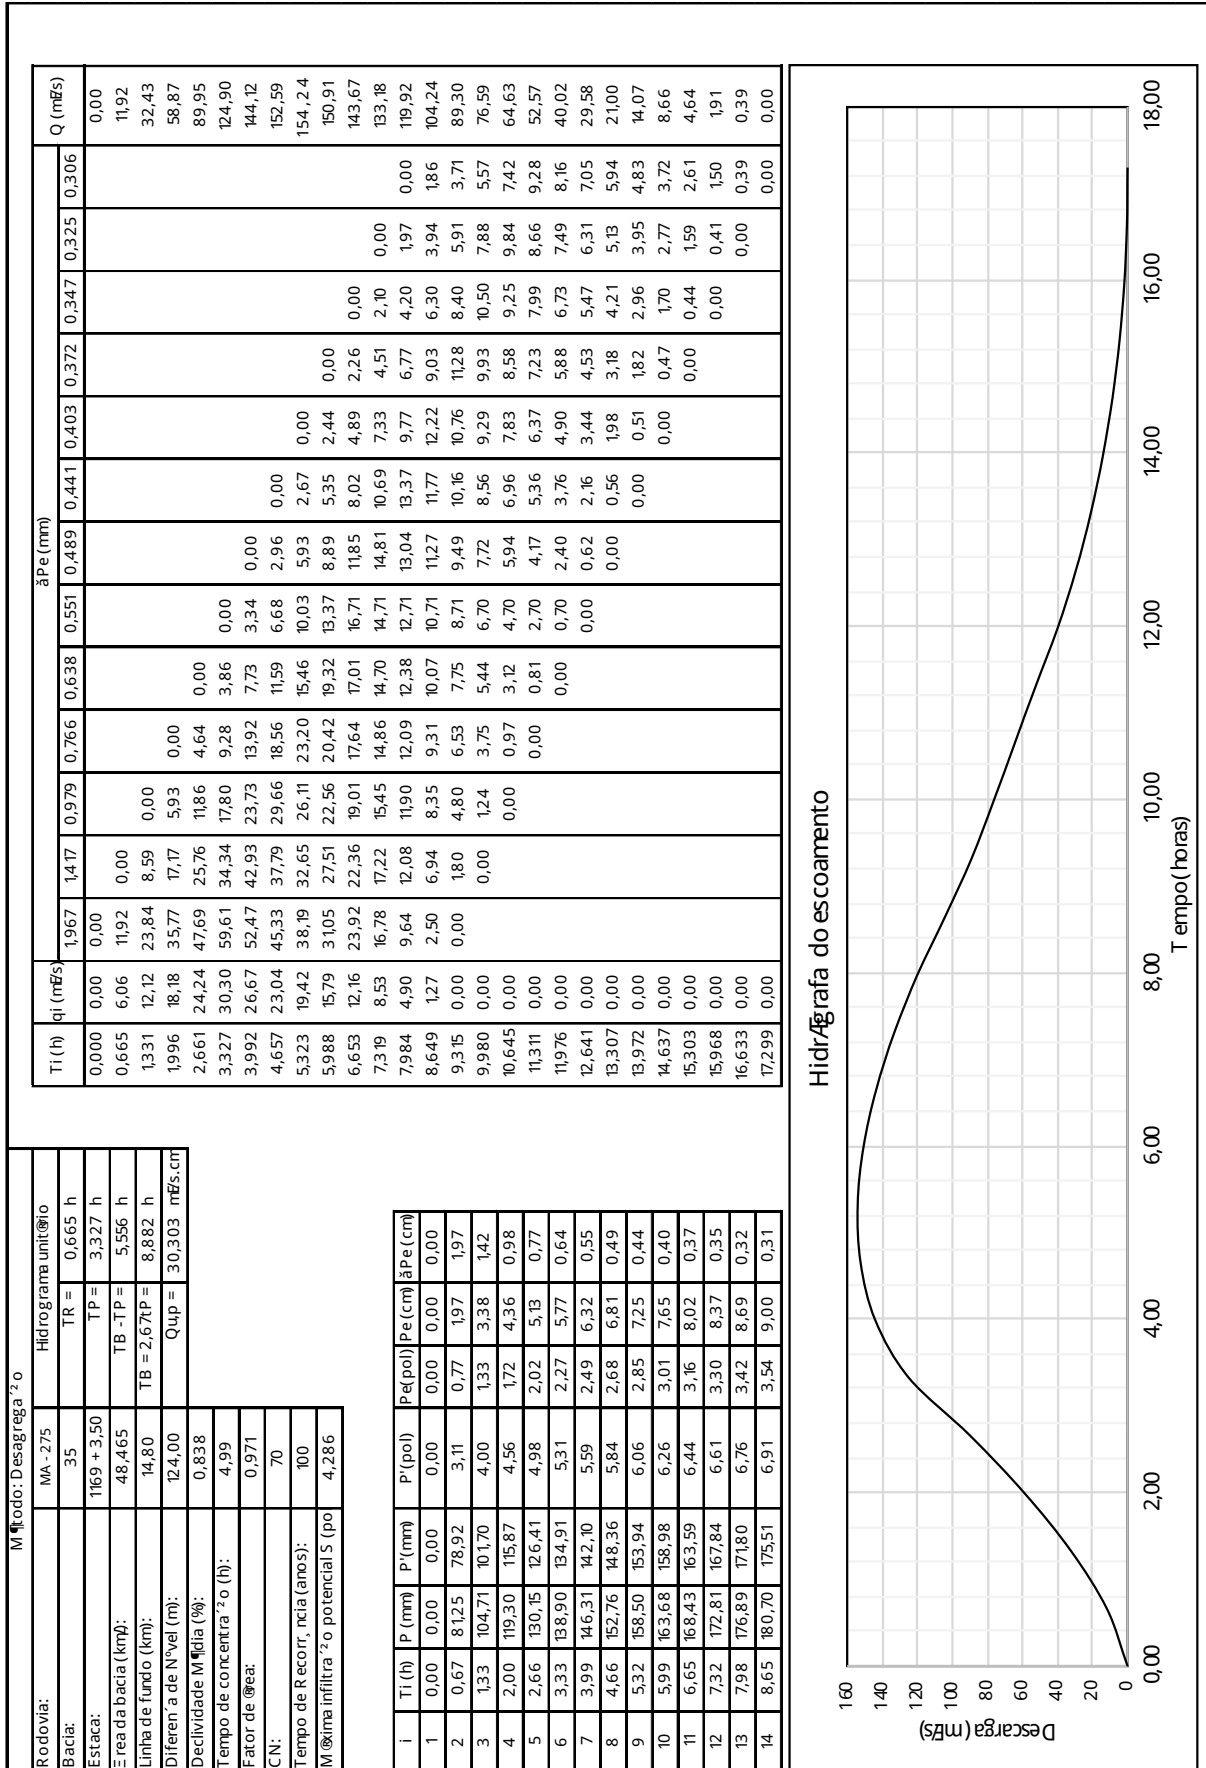 M¶todo: Desagrega´²o
Rodovia: MA - 275 Hidrograma unit®rio
Bacia: 35 TR = 0,665 h
Estaca: 1169 + 3,50 TP = 3,327 h
Ξrea da bacia (km²): 48,465 TB - TP = 5,556 h
Linha de fundo (km): 14,80 TB = 2,67tP = 8,882 h
Diferen´a de N°vel (m): 124,00 Qu,p = 30,303 m£/s.cm
Declividade M¶dia (%): 0,838
Tempo de concentra´²o (h): 4,99
Fator de ®rea: 0,971
CN: 70
Tempo de Recorr‚ncia (anos): 100
M®xima infiltra´²o potencial S (pol 4,286
i Ti (h) P (mm) P'(mm) P'(pol) Pe(pol) Pe (cm) ăPe (cm)
1 0,00 0,00 0,00 0,00 0,00 0,00 0,00
2 0,67 81,25 78,92 3,11 0,77 1,97 1,97
3 1,33 104,71 101,70 4,00 1,33 3,38 1,42
4 2,00 119,30 115,87 4,56 1,72 4,36 0,98
5 2,66 130,15 126,41 4,98 2,02 5,13 0,77
6 3,33 138,90 134,91 5,31 2,27 5,77 0,64
7 3,99 146,31 142,10 5,59 2,49 6,32 0,55
8 4,66 152,76 148,36 5,84 2,68 6,81 0,49
9 5,32 158,50 153,94 6,06 2,85 7,25 0,44
10 5,99 163,68 158,98 6,26 3,01 7,65 0,40
11 6,65 168,43 163,59 6,44 3,16 8,02 0,37
12 7,32 172,81 167,84 6,61 3,30 8,37 0,35
13 7,98 176,89 171,80 6,76 3,42 8,69 0,32
14 8,65 180,70 175,51 6,91 3,54 9,00 0,31
Ti (h) qi (m£/s) ăPe (mm) Q (m£/s)
1,967 1,417 0,979 0,766 0,638 0,551 0,489 0,441 0,403 0,372 0,347 0,325 0,306
0,000 0,00 0,00 0,00
0,665 6,06 11,92 0,00 11,92
1,331 12,12 23,84 8,59 0,00 32,43
1,996 18,18 35,77 17,17 5,93 0,00 58,87
2,661 24,24 47,69 25,76 11,86 4,64 0,00 89,95
3,327 30,30 59,61 34,34 17,80 9,28 3,86 0,00 124,90
3,992 26,67 52,47 42,93 23,73 13,92 7,73 3,34 0,00 144,12
4,657 23,04 45,33 37,79 29,66 18,56 11,59 6,68 2,96 0,00 152,59
5,323 19,42 38,19 32,65 26,11 23,20 15,46 10,03 5,93 2,67 0,00 154,24
5,988 15,79 31,05 27,51 22,56 20,42 19,32 13,37 8,89 5,35 2,44 0,00 150,91
6,653 12,16 23,92 22,36 19,01 17,64 17,01 16,71 11,85 8,02 4,89 2,26 0,00 143,67
7,319 8,53 16,78 17,22 15,45 14,86 14,70 14,71 14,81 10,69 7,33 4,51 2,10 0,00 133,18
7,984 4,90 9,64 12,08 11,90 12,09 12,38 12,71 13,04 13,37 9,77 6,77 4,20 1,97 0,00 119,92
8,649 1,27 2,50 6,94 8,35 9,31 10,07 10,71 11,27 11,77 12,22 9,03 6,30 3,94 1,86 104,24
9,315 0,00 0,00 1,80 4,80 6,53 7,75 8,71 9,49 10,16 10,76 11,28 8,40 5,91 3,71 89,30
9,980 0,00 0,00 1,24 3,75 5,44 6,70 7,72 8,56 9,29 9,93 10,50 7,88 5,57 76,59
10,645 0,00 0,00 0,97 3,12 4,70 5,94 6,96 7,83 8,58 9,25 9,84 7,42 64,63
11,311 0,00 0,00 0,81 2,70 4,17 5,36 6,37 7,23 7,99 8,66 9,28 52,57
11,976 0,00 0,00 0,70 2,40 3,76 4,90 5,88 6,73 7,49 8,16 40,02
12,641 0,00 0,00 0,62 2,16 3,44 4,53 5,47 6,31 7,05 29,58
13,307 0,00 0,00 0,56 1,98 3,18 4,21 5,13 5,94 21,00
13,972 0,00 0,00 0,51 1,82 2,96 3,95 4,83 14,07
14,637 0,00 0,00 0,47 1,70 2,77 3,72 8,66
15,303 0,00 0,00 0,44 1,59 2,61 4,64
15,968 0,00 0,00 0,41 1,50 1,91
16,633 0,00 0,00 0,39 0,39
17,299 0,00 0,00 0,00
HidrÆgrafa do escoamento
Descarga (m£/s)
160
140
120
100
80
60
40
20
0
0,00 2,00 4,00 6,00 8,00 10,00 12,00 14,00 16,00 18,00
Tempo(horas)